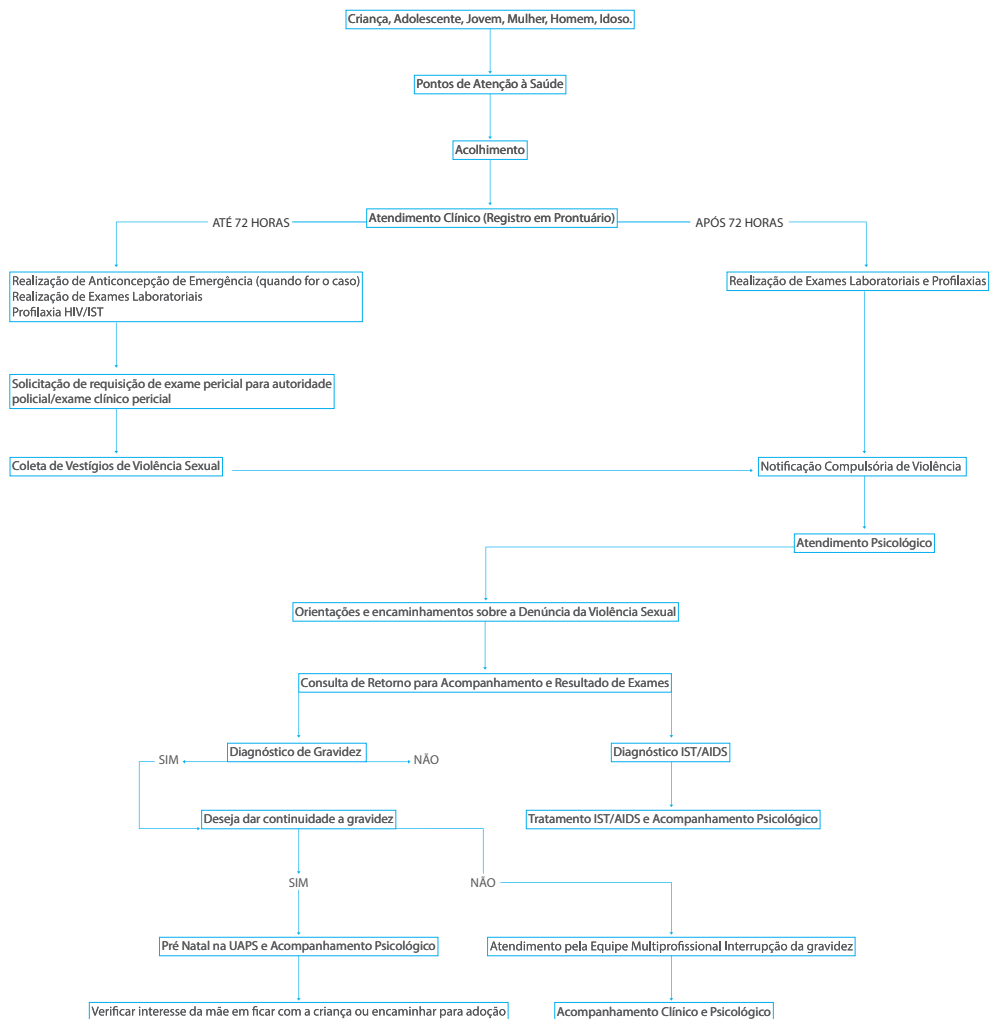 Criança, Adolescente, Jovem, Mulher, Homem, Idoso.
Pontos de Atenção à Saúde
Acolhimento
Atendimento Clínico (Registro em Prontuário)
ATÉ 72 HORAS
APÓS 72 HORAS
Realização de Anticoncepção de Emergência (quando for o caso)
Realização de Exames Laboratoriais
Profilaxia HIV/IST
Realização de Exames Laboratoriais e Profilaxias
Solicitação de requisição de exame pericial para autoridade
policial/exame clínico pericial
Coleta de Vestígios de Violência Sexual
Notificação Compulsória de Violência
Atendimento Psicológico
Orientações e encaminhamentos sobre a Denúncia da Violência Sexual
Consulta de Retorno para Acompanhamento e Resultado de Exames
Diagnóstico de Gravidez
Diagnóstico IST/AIDS
SIM
NÃO
Deseja dar continuidade a gravidez
Tratamento IST/AIDS e Acompanhamento Psicológico
SIM
NÃO
Pré Natal na UAPS e Acompanhamento Psicológico
Atendimento pela Equipe Multiprofissional Interrupção da gravidez
Verificar interesse da mãe em ficar com a criança ou encaminhar para adoção
Acompanhamento Clínico e Psicológico